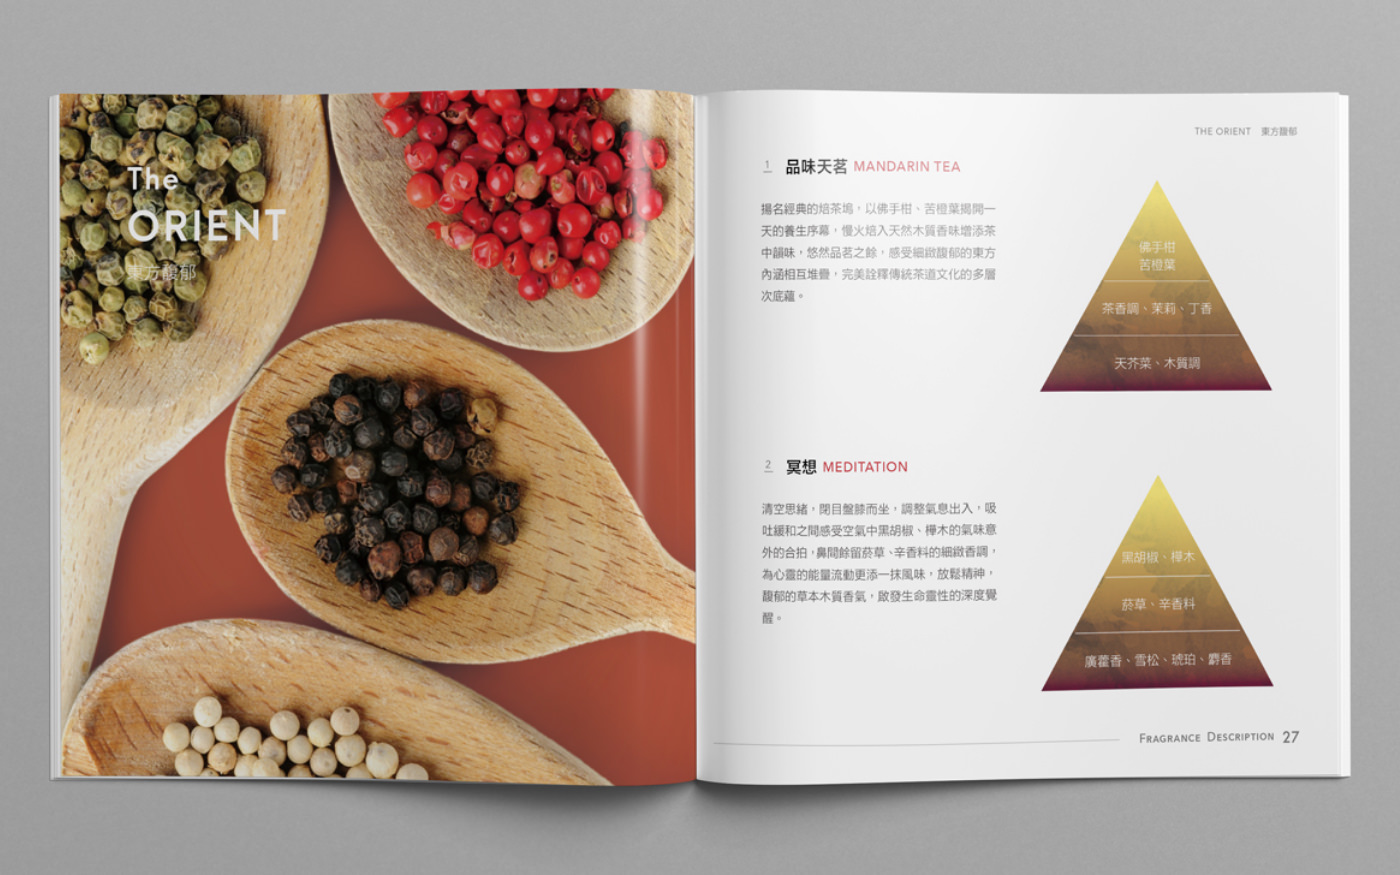 The
ORIENT
東方馥郁
THE ORIENT 東方馥郁
1 品味天茗 MANDARIN TEA
揚名經典的焙茶塢，以佛手柑、苦橙葉揭開一
天的養生序幕，慢火焙入天然木質香味增添茶
中韻味，悠然品茗之餘，感受細緻馥郁的東方
內涵相互堆疊，完美詮釋傳統茶道文化的多層
次底蘊。
佛手柑
苦橙葉
茶香調、茉莉、丁香
天芥菜、木質調
2 冥想 MEDITATION
清空思緒，閉目盤膝而坐，調整氣息出入，吸
吐緩和之間感受空氣中黑胡椒、樺木的氣味意
外的合拍，鼻間餘留菸草、辛香料的細緻香調，
為心靈的能量流動更添一抹風味，放鬆精神，
馥郁的草本木質香氣，啟發生命靈性的深度覺
醒。
黑胡椒、樺木
菸草、辛香料
廣藿香、雪松、琥珀、麝香
FRAGRANCE DESCRIPTION 27